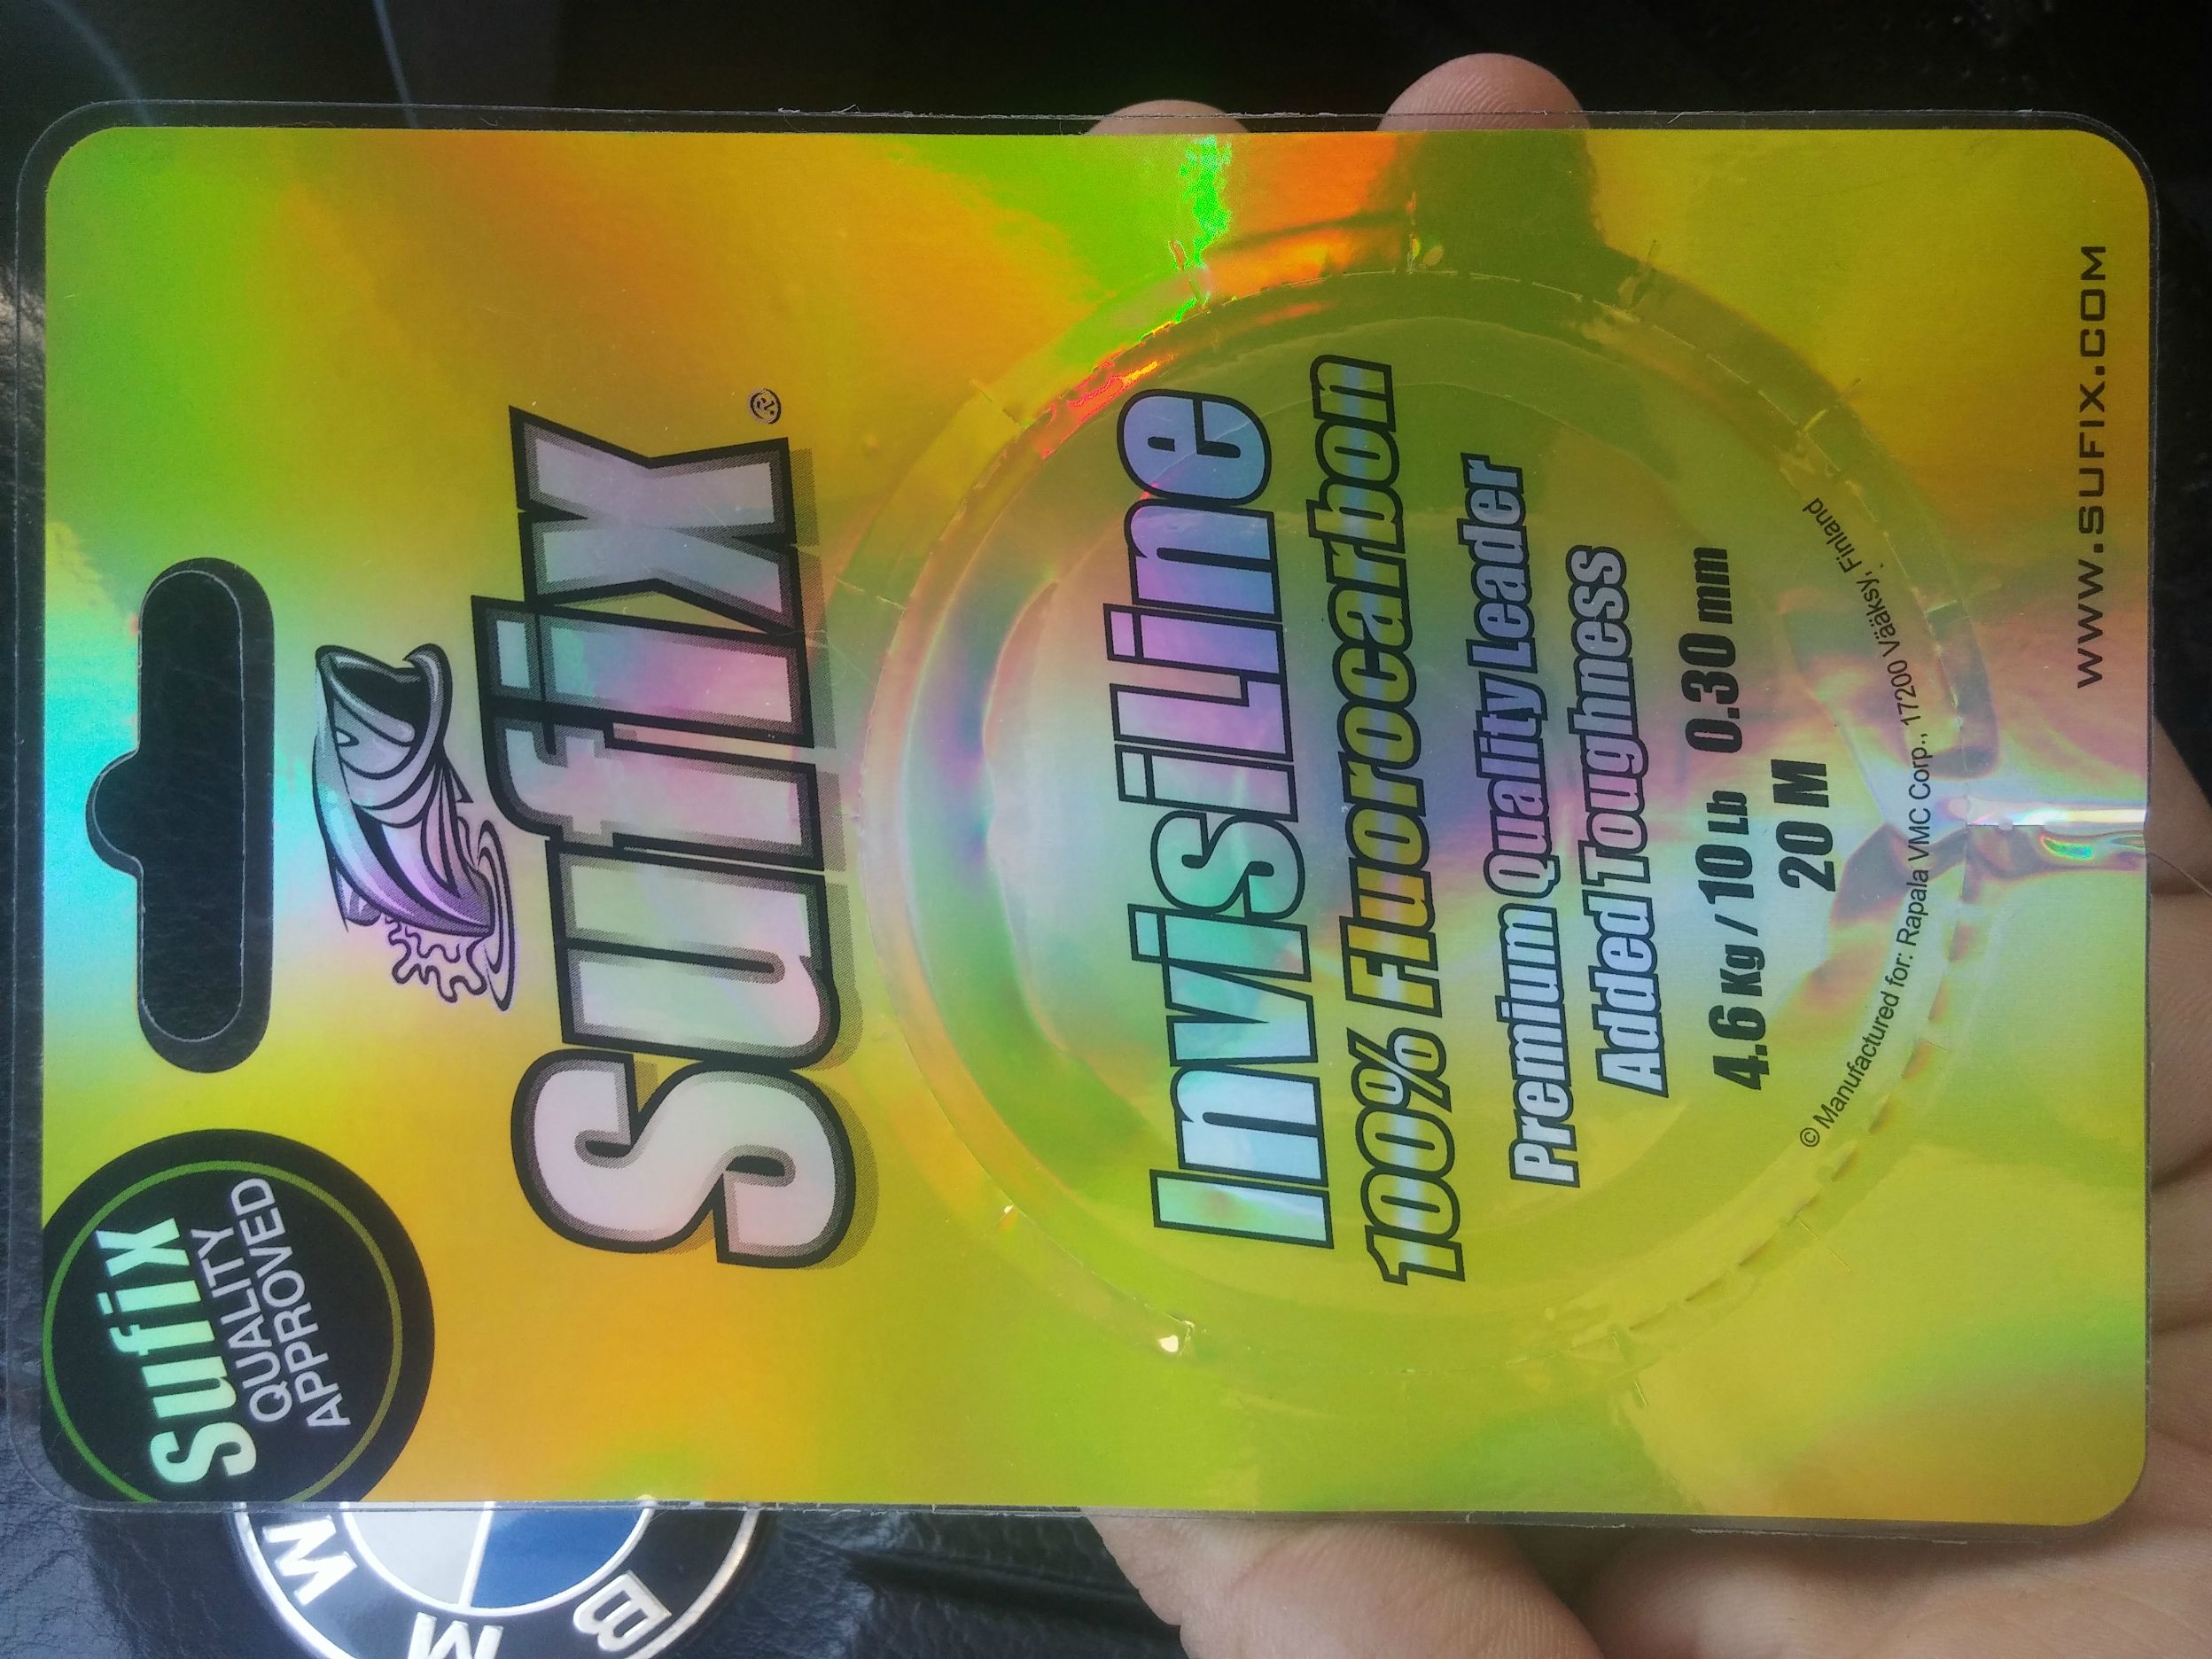 Sufix
QUALITY
APPROVED
Sufix®
InvisiLine
100% Fluorocarbon
Premium Quality Leader
Added Toughness
4.6 Kg / 10 Lb 0.30 mm
20 M
© Manufactured for: Rapala VMC Corp., 17200 Vääksy, Finland
WWW.SUFIX.COM
BMW